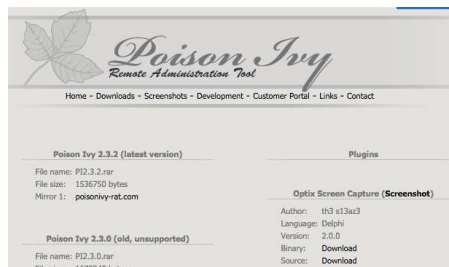 Poison Ivy
Remote Administration Tool
Home - Downloads - Screenshots - Development - Customer Portal - Links - Contact
Poison Ivy 2.3.2 (latest version)
File name: PI2.3.2.rar
File size: 1536750 bytes
Mirror 1: poisonivy-rat.com
Poison Ivy 2.3.0 (old, unsupported)
File name: PI2.3.0.rar
Plugins
Optix Screen Capture (Screenshot)
Author: th3 s13az3
Language: Delphi
Version: 2.0.0
Binary: Download
Source: Download